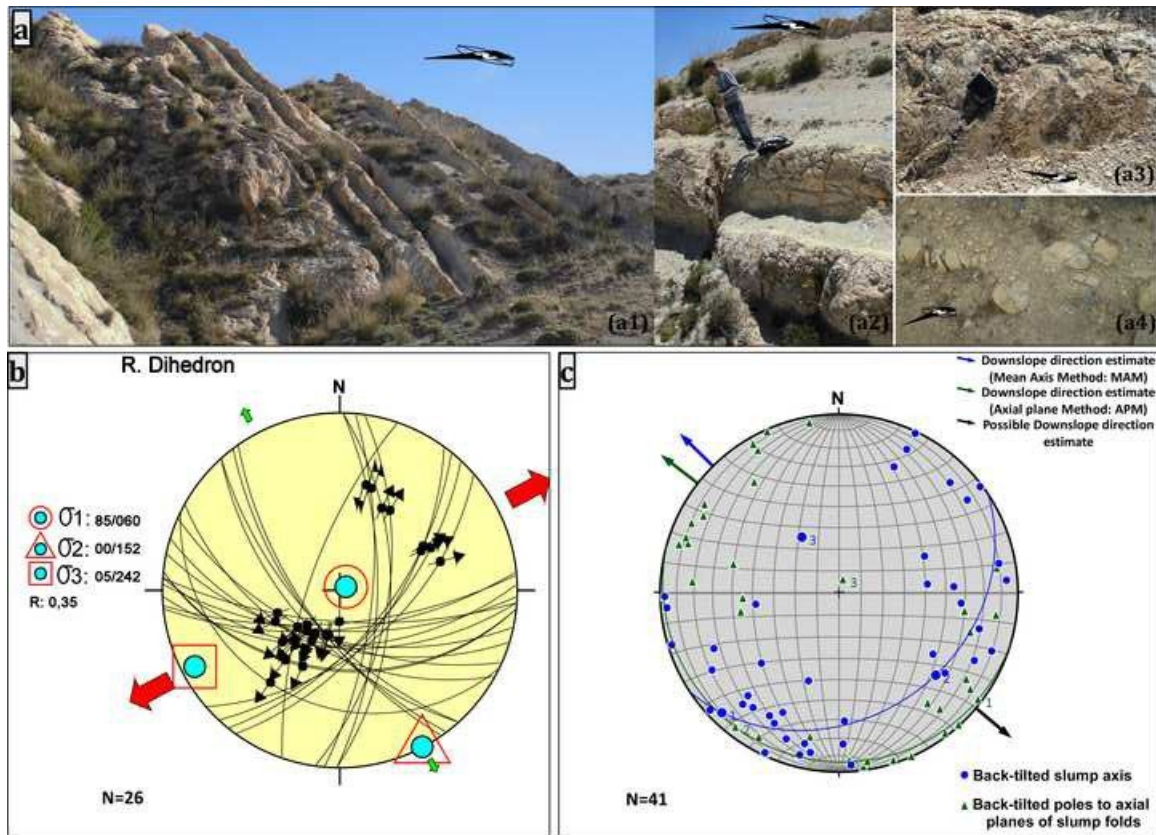 a
(a1)
(a2)
(a3)
(a4)
b
R. Dihedron
N
σ1: 85/060
σ2: 00/152
σ3: 05/242
R: 0,35
N=26
c
Downslope direction estimate
(Mean Axis Method: MAM)
Downslope direction estimate
(Axial plane Method: APM)
Possible Downslope direction
estimate
N
3
3
2
1
1
Back-tilted slump axis
Back-tilted poles to axial
planes of slump folds
N=41